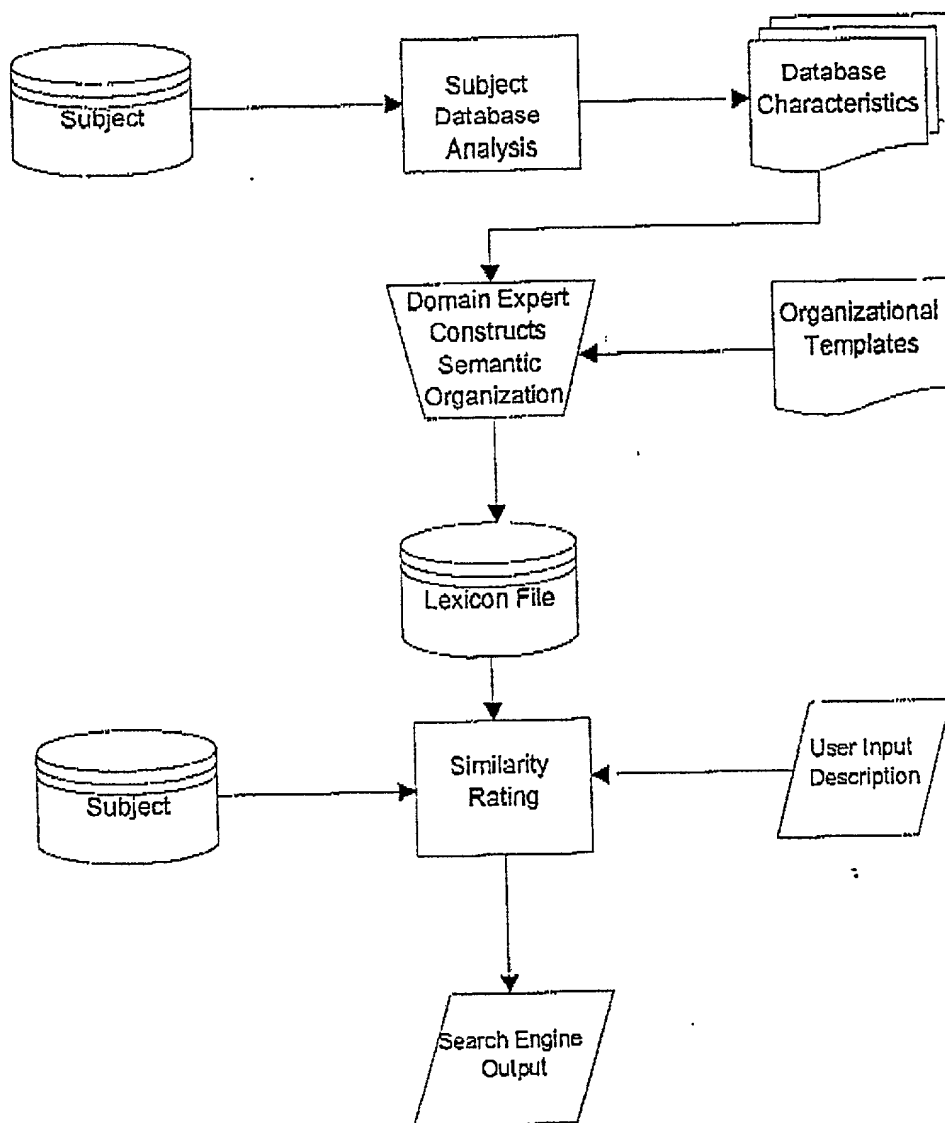 Subject
Subject
Database
Analysis
Database
Characteristics
Domain Expert
Constructs
Semantic
Organization
Organizational
Templates
Lexicon File
Subject
Similarity
Rating
User Input
Description
Search Engine
Output